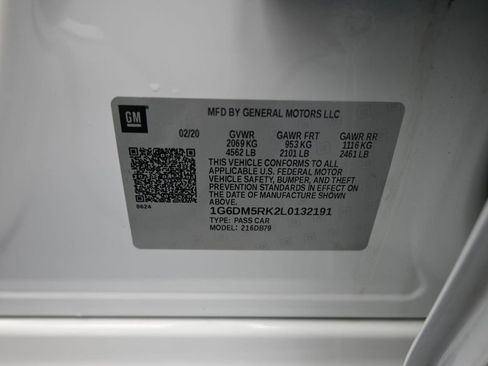 GM
MFD BY GENERAL MOTORS LLC
02/20 GVWR GAWR FRT GAWR RR
2069 KG 953 KG 1116 KG
4562 LB 2101 LB 2461 LB
THIS VEHICLE CONFORMS TO ALL
APPLICABLE U.S. FEDERAL MOTOR
VEHICLE SAFETY, BUMPER, AND THEFT
PREVENTION STANDARDS IN EFFECT ON
THE DATE OF MANUFACTURE SHOWN
ABOVE.
0624
1G6DM5RK2L0132191
TYPE: PASS CAR
MODEL: 216DB79